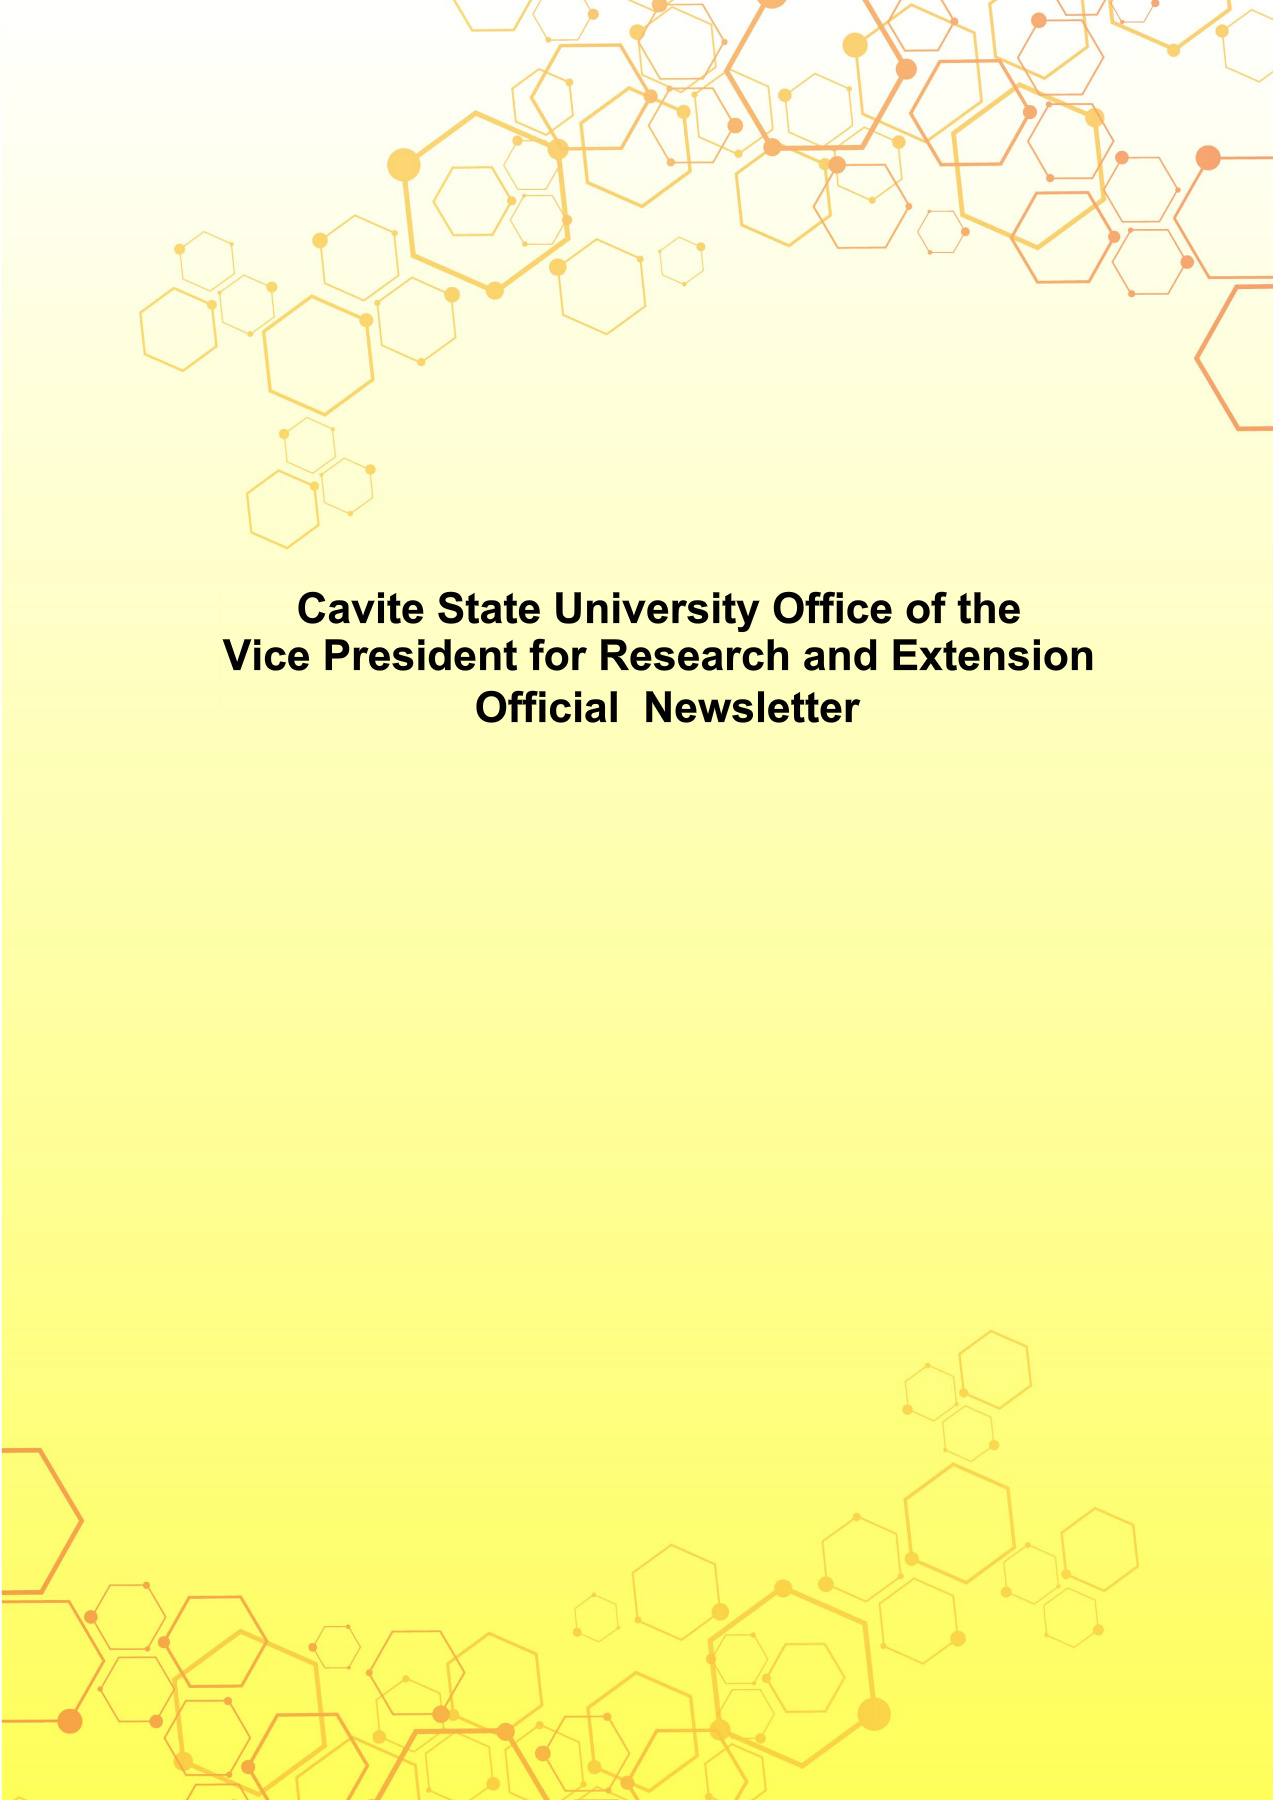 Cavite State University Office of the
Vice President for Research and Extension
Official  Newsletter